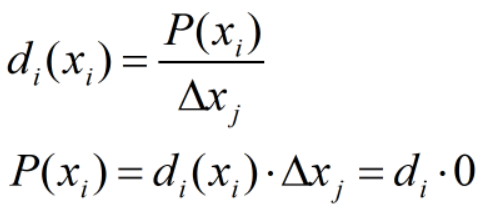 d_i(x_i) = P(x_i) / Δx_j
P(x_i) = d_i(x_i) · Δx_j = d_i · 0